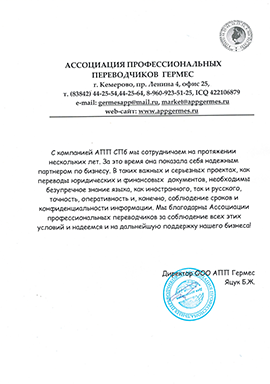 АССОЦИАЦИЯ ПРОФЕССИОНАЛЬНЫХ
ПЕРЕВОДЧИКОВ ГЕРМЕС
г. Кемерово, пр. Ленина 4, офис 25,
т. (83842) 44-25-54,44-25-64, 8-960-923-51-25, ICQ 422106879
e-mail: germesapp@mail.ru, market@appgermes.ru
web-сайт: www.appgermes.ru
С компанией АПП СПб мы сотрудничаем на протяжении
нескольких лет. За это время она показала себя надежным
партнером по бизнесу. В таких важных и серьезных проектах, как
переводы юридических и финансовых документов, необходимы
безупречное знание языка, как иностранного, так и русского,
точность, оперативность и, конечно, соблюдение сроков и
конфиденциальности информации. Мы благодарны Ассоциации
профессиональных переводчиков за соблюдение всех этих
условий и надеемся и на дальнейшую поддержку нашего бизнеса!
Директор ООО АПП Гермес
Яцук Б.Ж.